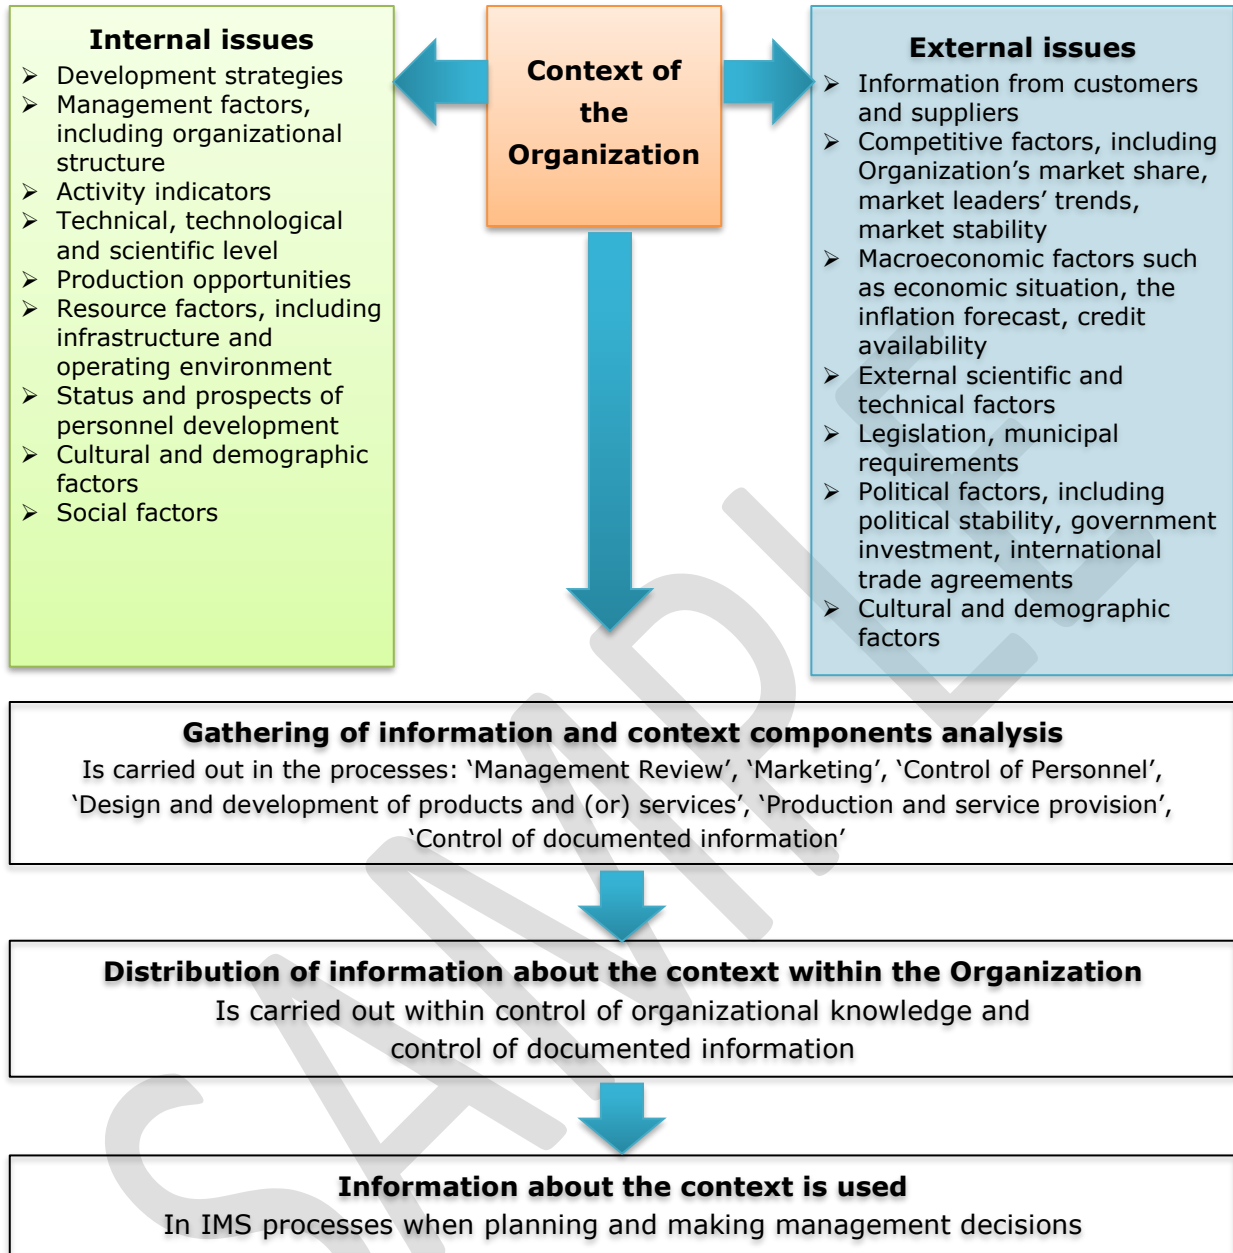 Internal issues
➢ Development strategies
➢ Management factors,
including organizational
structure
➢ Activity indicators
➢ Technical, technological
and scientific level
➢ Production opportunities
➢ Resource factors, including
infrastructure and
operating environment
➢ Status and prospects of
personnel development
➢ Cultural and demographic
factors
➢ Social factors
Context of
the
Organization
External issues
➢ Information from customers
and suppliers
➢ Competitive factors, including
Organization’s market share,
market leaders’ trends,
market stability
➢ Macroeconomic factors such
as economic situation, the
inflation forecast, credit
availability
➢ External scientific and
technical factors
➢ Legislation, municipal
requirements
➢ Political factors, including
political stability, government
investment, international
trade agreements
➢ Cultural and demographic
factors
Gathering of information and context components analysis
Is carried out in the processes: ‘Management Review’, ‘Marketing’, ‘Control of Personnel’,
‘Design and development of products and (or) services’, ‘Production and service provision’,
‘Control of documented information’
Distribution of information about the context within the Organization
Is carried out within control of organizational knowledge and
control of documented information
Information about the context is used
In IMS processes when planning and making management decisions
SAMPLE